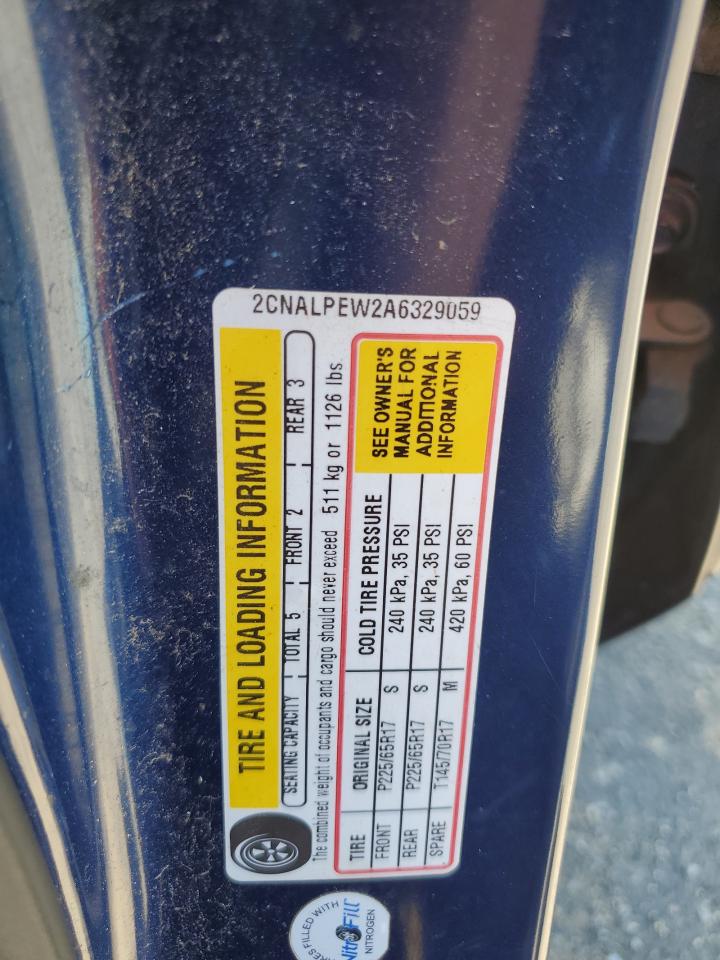 2CNALPEW2A6329059
TIRE AND LOADING INFORMATION
SEATING CAPACITY TOTAL 5 FRONT 2 REAR 3
The combined weight of occupants and cargo should never exceed 511 kg or 1126 lbs
TIRE ORIGINAL SIZE COLD TIRE PRESSURE
FRONT P225/65R17 S 240 kPa, 35 PSI
REAR P225/65R17 S 240 kPa, 35 PSI
SPARE T145/70R17 M 420 kPa, 60 PSI
SEE OWNER'S
MANUAL FOR
ADDITIONAL
INFORMATION
FILLED WITH
NitroFill
NITROGEN